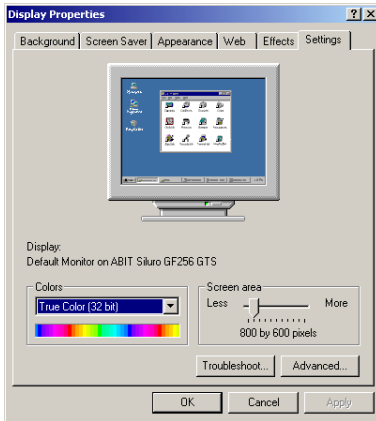 Display Properties
Background Screen Saver Appearance Web Effects Settings
Display:
Default Monitor on ABIT Siluro GF256 GTS
Colors
Screen area
True Color (32 bit)
Less
More
800 by 600 pixels
Troubleshoot...
Advanced...
OK
Cancel
Apply